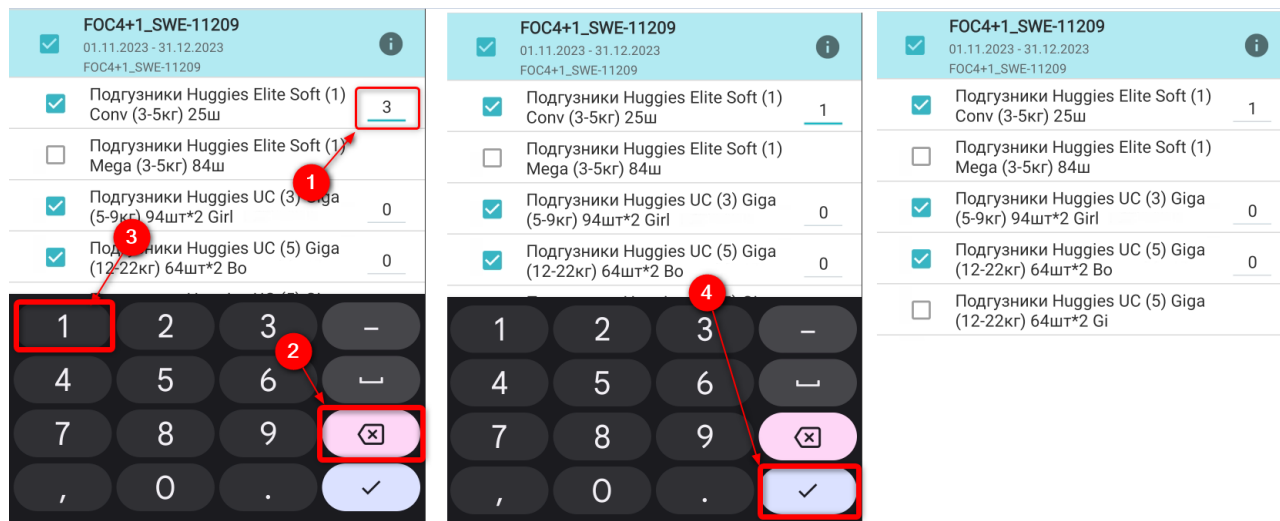 FOC4+1_SWE-11209
01.11.2023 - 31.12.2023
FOC4+1_SWE-11209
Подгузники Huggies Elite Soft (1)
Conv (3-5кг) 25ш
3
Подгузники Huggies Elite Soft (1)
Mega (3-5кг) 84ш
1
Подгузники Huggies UC (3) Giga
(5-9кг) 94шт*2 Girl
0
3
Подгузники Huggies UC (5) Giga
(12-22кг) 64шт*2 Bo
0
1 2 3 –
2
4 5 6
7 8 9
, 0 .
FOC4+1_SWE-11209
01.11.2023 - 31.12.2023
FOC4+1_SWE-11209
Подгузники Huggies Elite Soft (1)
Conv (3-5кг) 25ш
1
Подгузники Huggies Elite Soft (1)
Mega (3-5кг) 84ш
Подгузники Huggies UC (3) Giga
(5-9кг) 94шт*2 Girl
0
Подгузники Huggies UC (5) Giga
(12-22кг) 64шт*2 Bo
0
4
1 2 3 –
4 5 6
7 8 9
, 0 .
FOC4+1_SWE-11209
01.11.2023 - 31.12.2023
FOC4+1_SWE-11209
Подгузники Huggies Elite Soft (1)
Conv (3-5кг) 25ш
1
Подгузники Huggies Elite Soft (1)
Mega (3-5кг) 84ш
Подгузники Huggies UC (3) Giga
(5-9кг) 94шт*2 Girl
0
Подгузники Huggies UC (5) Giga
(12-22кг) 64шт*2 Bo
0
Подгузники Huggies UC (5) Giga
(12-22кг) 64шт*2 Gi